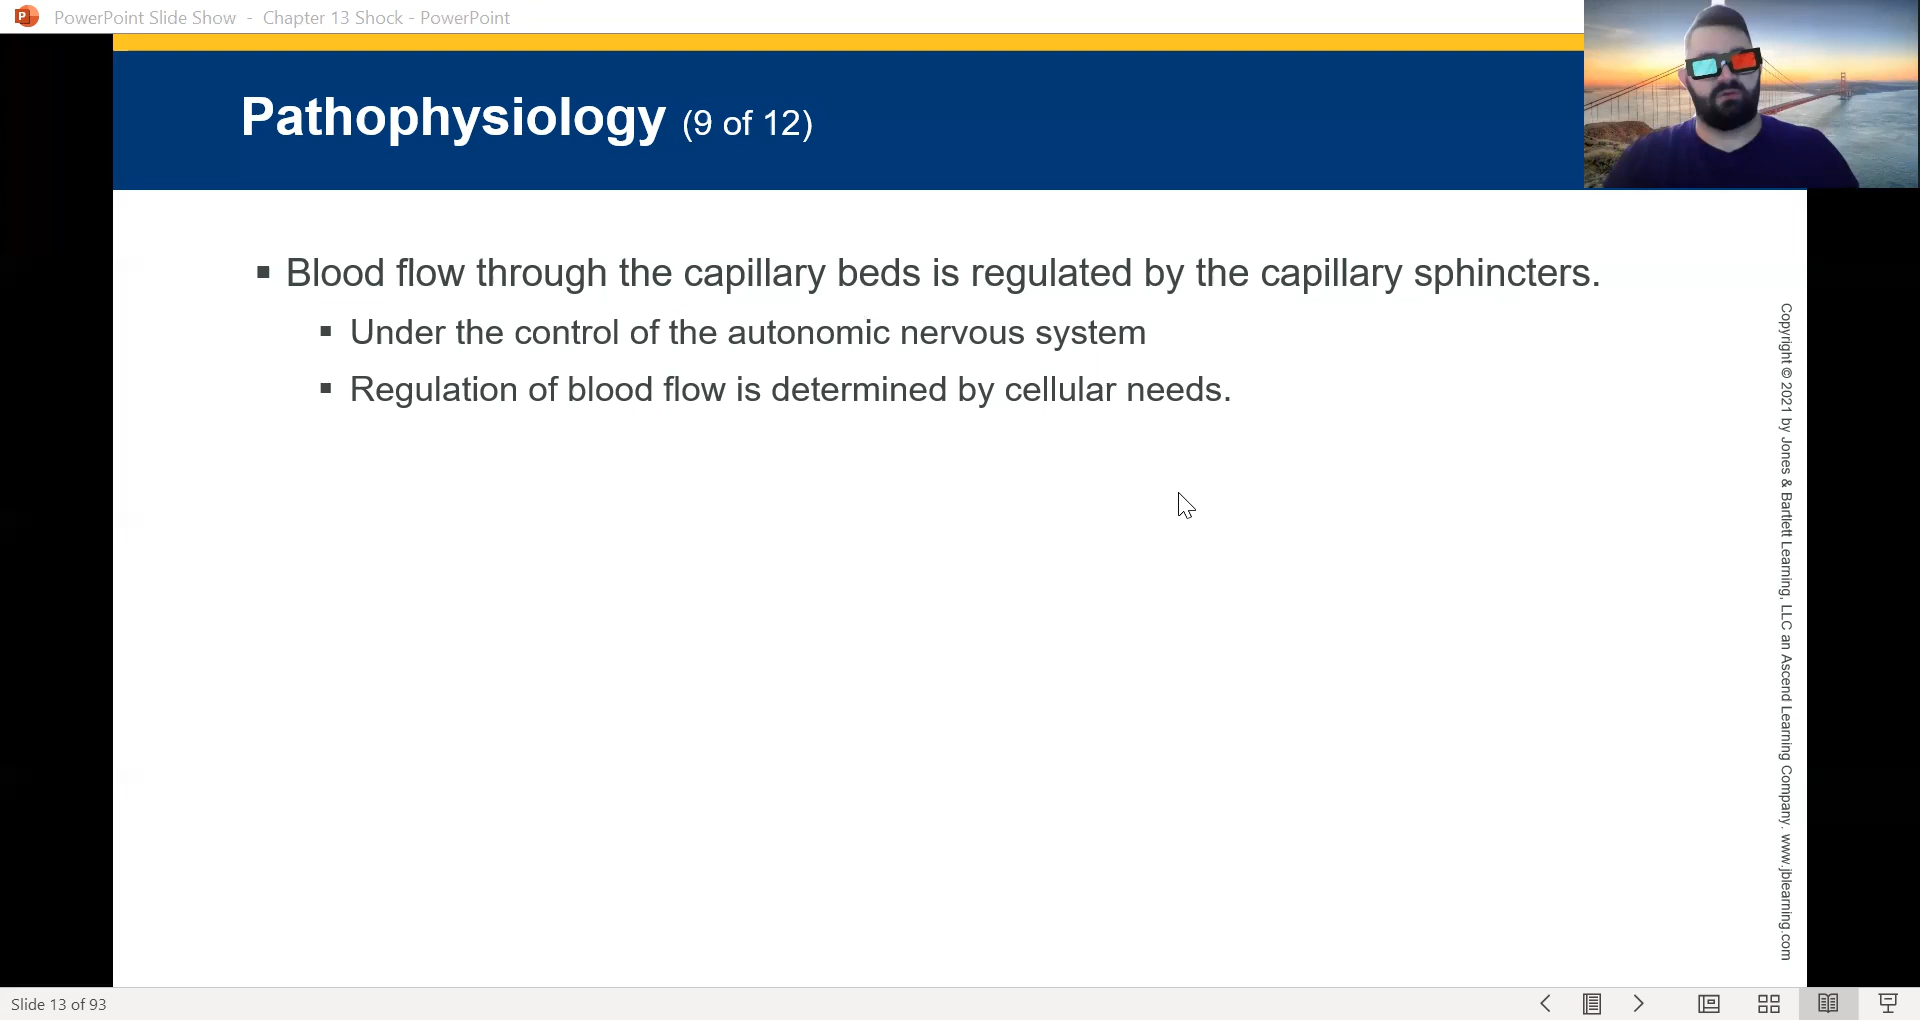 PowerPoint Slide Show - Chapter 13 Shock - PowerPoint
Pathophysiology (9 of 12)
▪ Blood flow through the capillary beds is regulated by the capillary sphincters.
▪ Under the control of the autonomic nervous system
▪ Regulation of blood flow is determined by cellular needs.
Copyright © 2021 by Jones & Bartlett Learning, LLC an Ascend Learning Company. www.jblearning.com
Slide 13 of 93